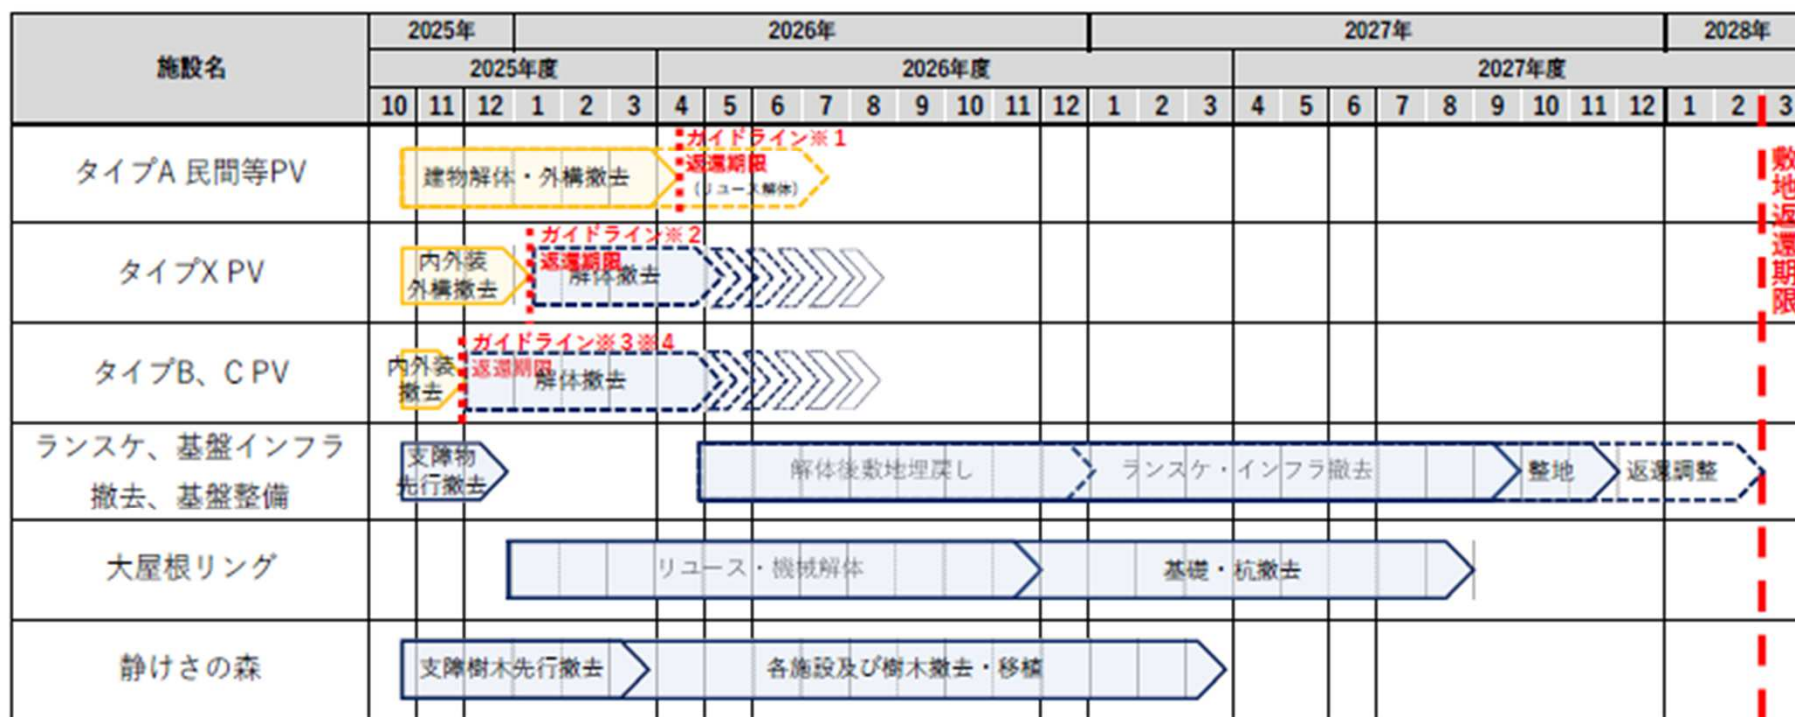 施設名
2025年 2026年 2027年 2028年
2025年度 2026年度 2027年度
10 11 12 1 2 3 4 5 6 7 8 9 10 11 12 1 2 3 4 5 6 7 8 9 10 11 12 1 2 3
タイプA 民間等PV
建物解体・外構撤去
ガイドライン※1
返還期限
(リユース解体)
敷地返還期限
タイプX PV
内外装
外構撤去
ガイドライン※2
返還期限
解体撤去
タイプB、C PV
内外装
撤去
ガイドライン※3※4
返還期限
解体撤去
ランスケ、基盤インフラ
撤去、基盤整備
支障物
先行撤去
解体後敷地埋戻し
ランスケ・インフラ撤去
整地
返還調整
大屋根リング
リユース・機械解体
基礎・杭撤去
静けさの森
支障樹木先行撤去
各施設及び樹木撤去・移植